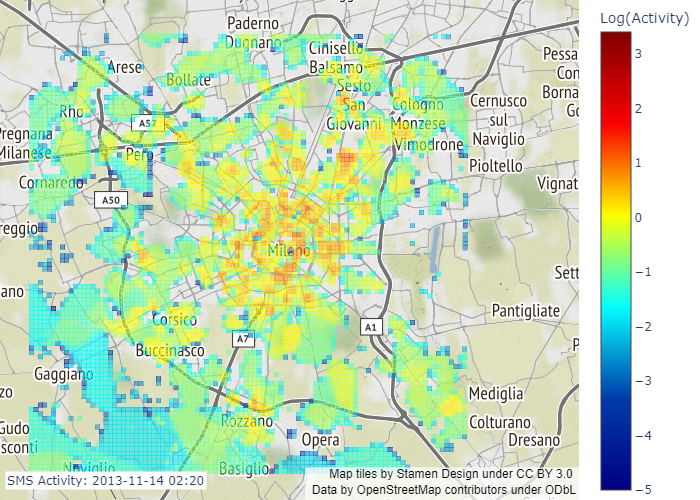 Log(Activity)
Paderno
Dugnano
Cinisello
Balsamo
Arese
Bollate
Sesto
San
Giovanni
Cologno
Monzese
Cernusco
sul
Naviglio
Pessa
Con
Borna
Go
Rho
A52
Pregnana
Milanese
Pero
Vimodrone
Pioltello
Cornaredo
Vignat
A50
reggio
Milano
Sett
ano
Corsico
Pantigliate
A7
A1
Buccinasco
P
Gaggiano
zo
Mediglia
Rozzano
Colturano
Gudo
sconti
Opera
Dresano
Naviglio
Basiglio
SMS Activity: 2013-11-14 02:20
Map tiles by Stamen Design under CC BY 3.0
Data by OpenStreetMap contributors under ODbL
3
2
1
0
−1
−2
−3
−4
−5